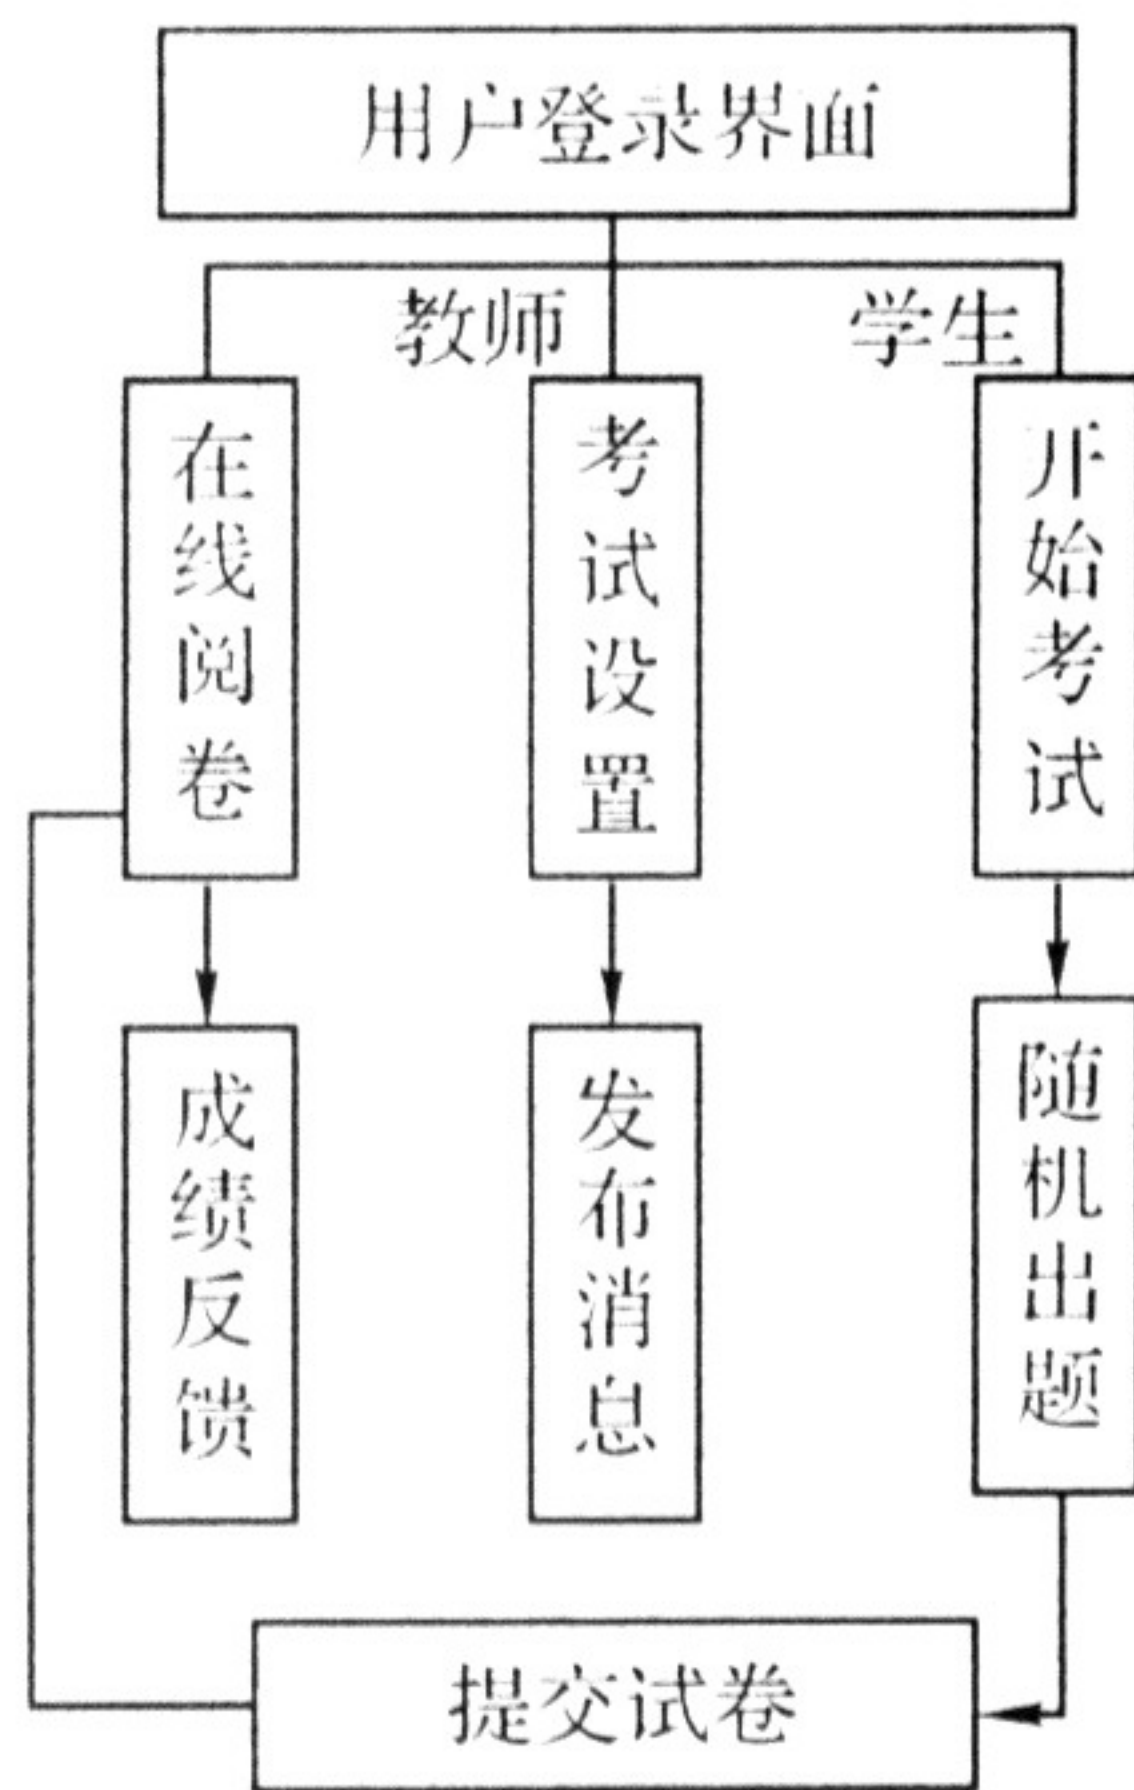 用户登录界面
教师
学生
在线阅卷
考试设置
开始考试
成绩反馈
发布消息
随机出题
提交试卷